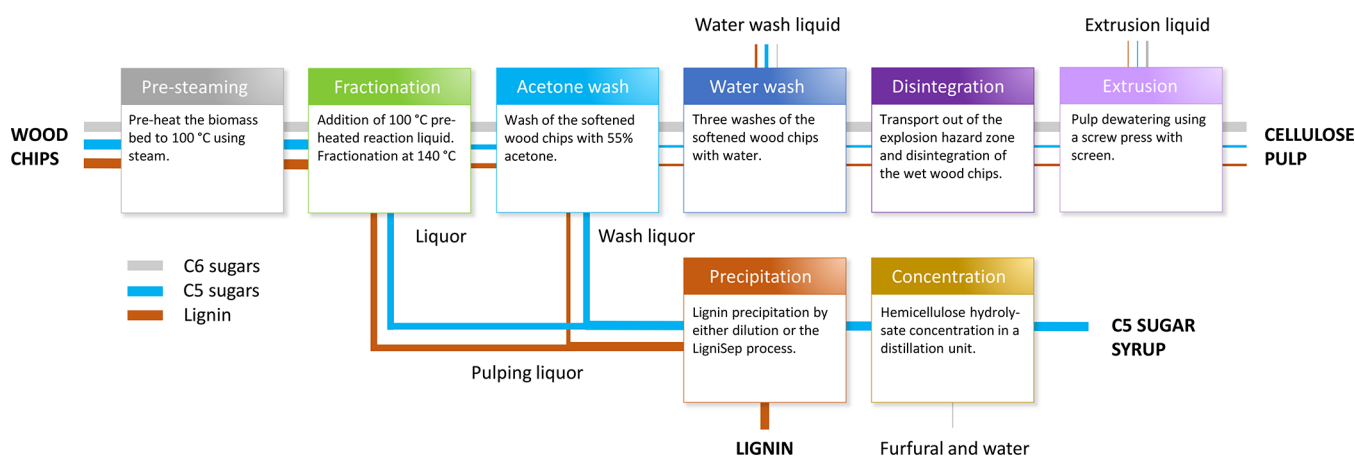 Water wash liquid
Extrusion liquid
Pre-steaming
Fractionation
Acetone wash
Water wash
Disintegration
Extrusion
WOOD
CHIPS
Pre-heat the biomass
bed to 100 °C using
steam.
Addition of 100 °C pre-
heated reaction liquid.
Fractionation at 140 °C
Wash of the softened
wood chips with 55%
acetone.
Three washes of the
softened wood chips
with water.
Transport out of the
explosion hazard zone
and disintegration of
the wet wood chips.
Pulp dewatering using
a screw press with
screen.
CELLULOSE
PULP
Liquor
Wash liquor
C6 sugars
C5 sugars
Lignin
Pulping liquor
Precipitation
Concentration
Lignin precipitation by
either dilution or the
LigniSep process.
Hemicellulose hydroly-
sate concentration in a
distillation unit.
C5 SUGAR
SYRUP
LIGNIN
Furfural and water